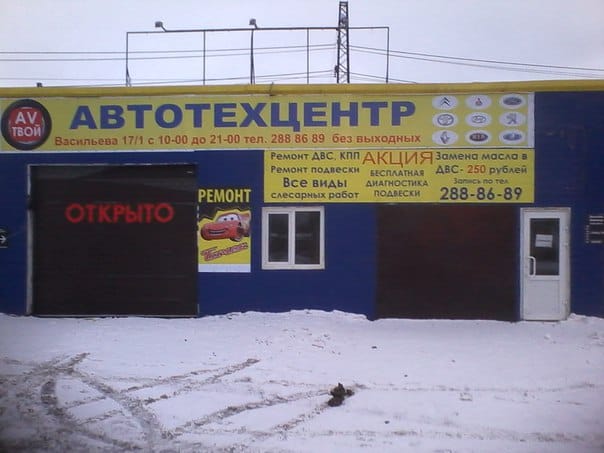 AV
ТВОЙ
АВТОТЕХЦЕНТР
Васильева 17/1 с 10-00 до 21-00 тел. 288 86 89 без выходных
Ремонт ДВС, КПП
Ремонт подвески
Все виды
слесарных работ
АКЦИЯ
БЕСПЛАТНАЯ
ДИАГНОСТИКА
ПОДВЕСКИ
Замена масла в
ДВС- 250 рублей
Запись по тел
288-86-89
ОТКРЫТО
РЕМОНТ
KIA